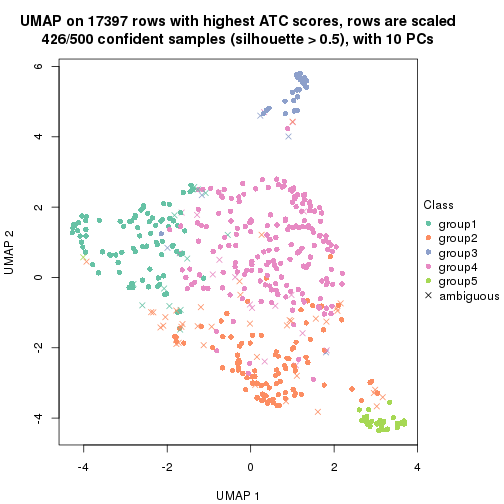 UMAP on 17397 rows with highest ATC scores, rows are scaled
426/500 confident samples (silhouette > 0.5), with 10 PCs
6
4
2
0
-2
-4
UMAP 2
-4
-2
0
2
4
UMAP 1
Class
group1
group2
group3
group4
group5
ambiguous